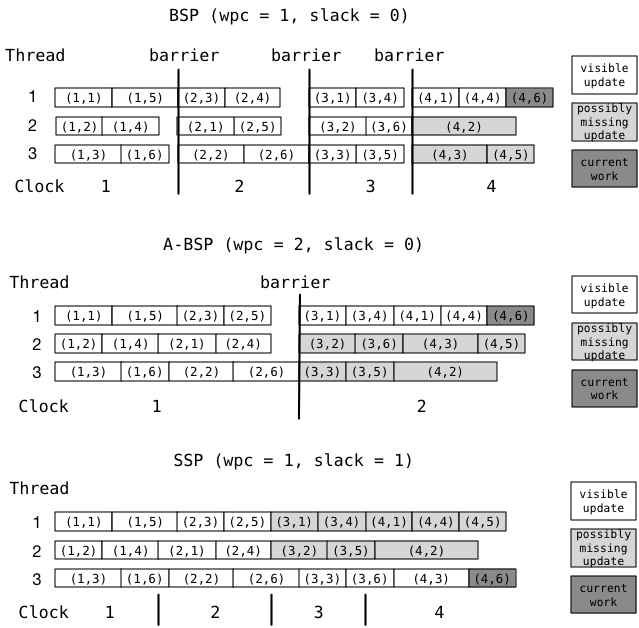 BSP (wpc = 1, slack = 0)
Thread barrier barrier barrier
1 (1,1) (1,5) (2,3) (2,4) (3,1) (3,4) (4,1) (4,4) (4,6)
2 (1,2) (1,4) (2,1) (2,5) (3,2) (3,6) (4,2)
3 (1,3) (1,6) (2,2) (2,6) (3,3) (3,5) (4,3) (4,5)
Clock 1 2 3 4
visible
update
possibly
missing
update
current
work
A-BSP (wpc = 2, slack = 0)
Thread barrier
1 (1,1) (1,5) (2,3) (2,5) (3,1) (3,4) (4,1) (4,4) (4,6)
2 (1,2) (1,4) (2,1) (2,4) (3,2) (3,6) (4,3) (4,5)
3 (1,3) (1,6) (2,2) (2,6) (3,3) (3,5) (4,2)
Clock 1 2
visible
update
possibly
missing
update
current
work
SSP (wpc = 1, slack = 1)
Thread
1 (1,1) (1,5) (2,3) (2,5) (3,1) (3,4) (4,1) (4,4) (4,5)
2 (1,2) (1,4) (2,1) (2,4) (3,2) (3,5) (4,2)
3 (1,3) (1,6) (2,2) (2,6) (3,3) (3,6) (4,3) (4,6)
Clock 1 2 3 4
visible
update
possibly
missing
update
current
work